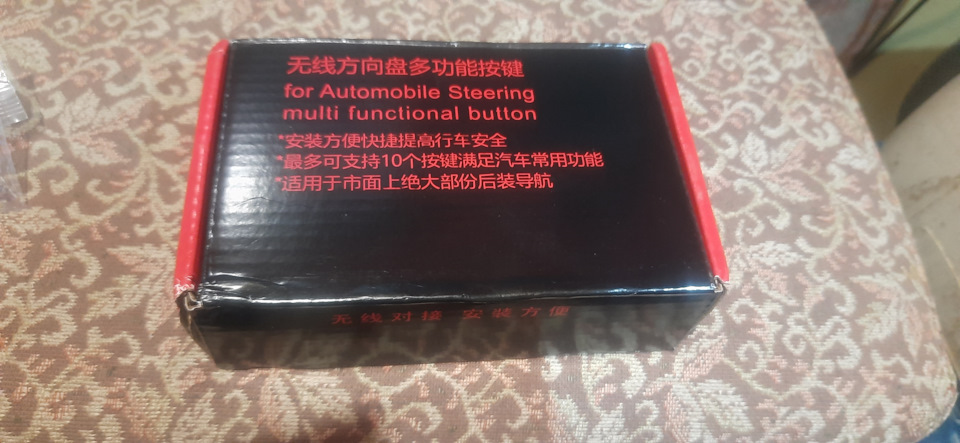 无线方向盘多功能按键
for Automobile Steering
multi functional button
*安装方便快捷提高行车安全
*最多可支持10个按键满足汽车常用功能
*适用于市面上绝大部份后装导航
无线对接 安装方便